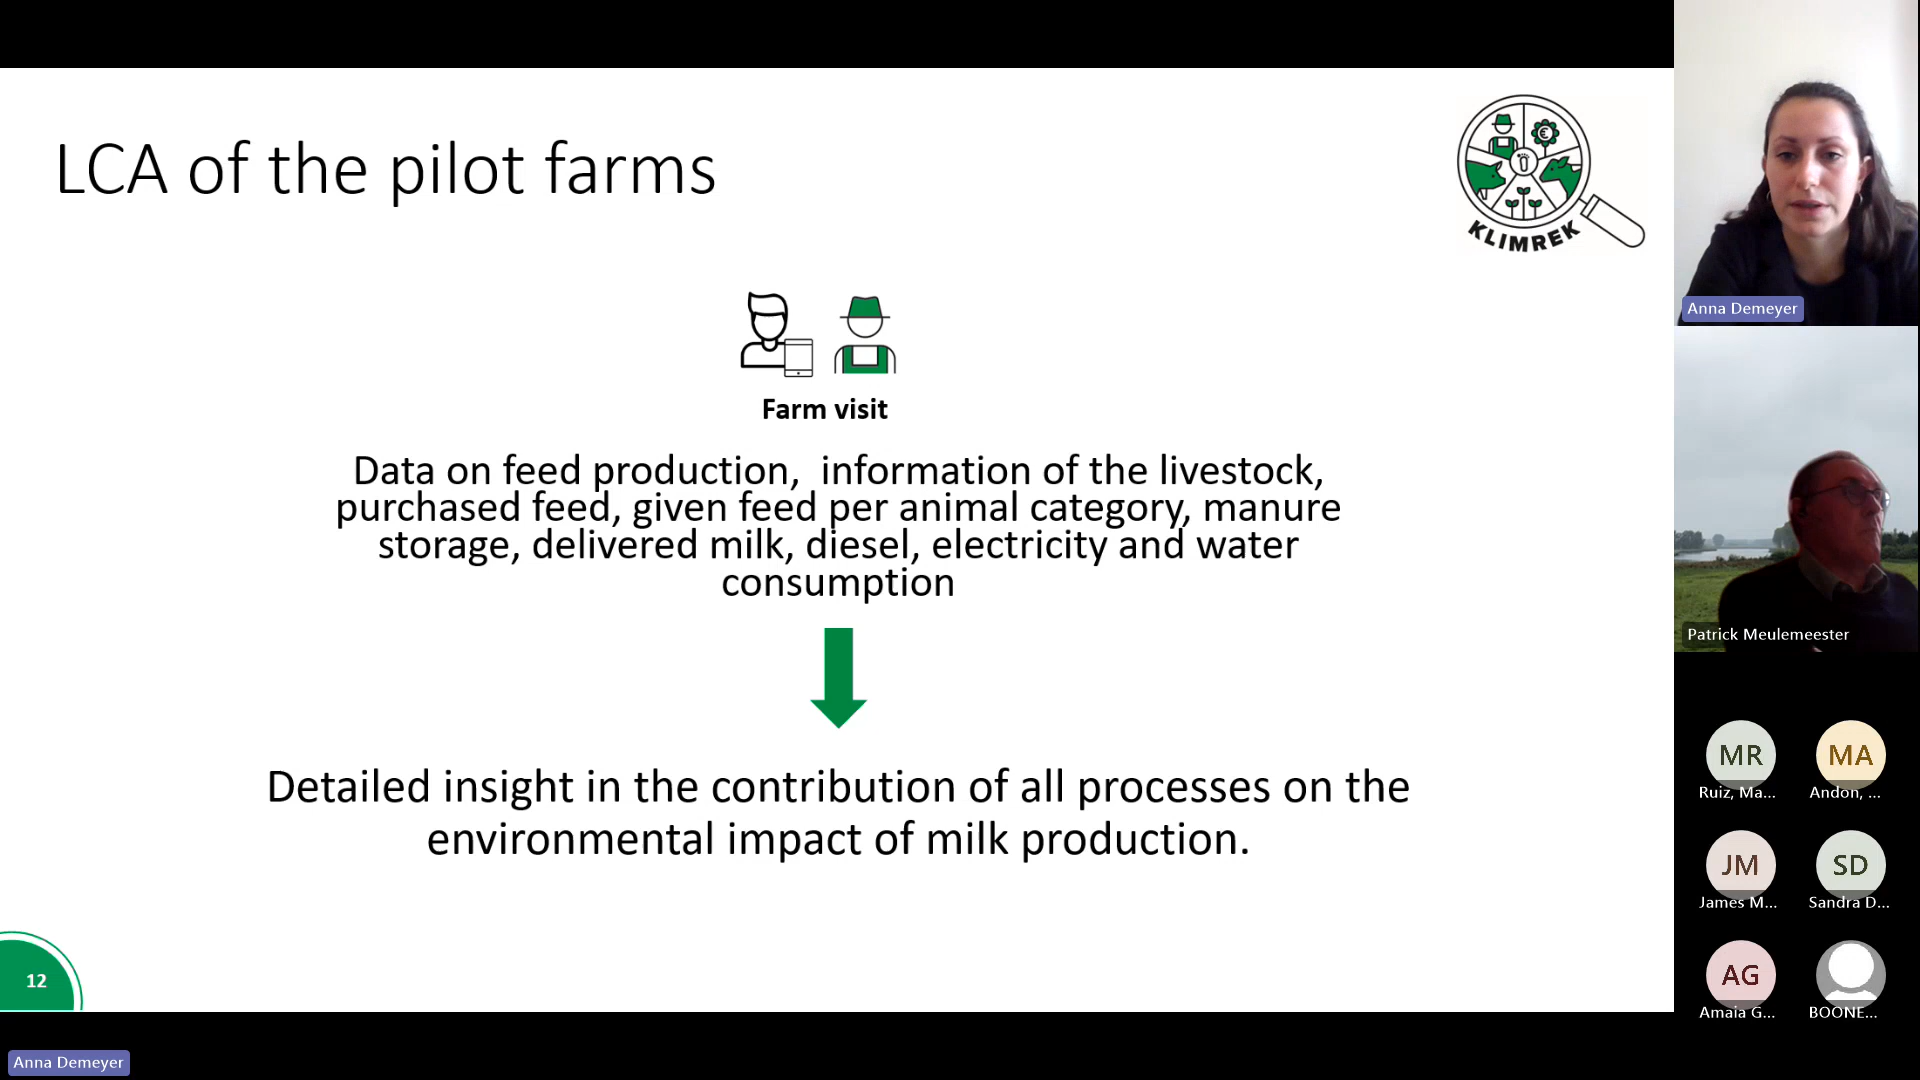 LCA of the pilot farms
KLIMREK
Farm visit
Data on feed production, information of the livestock,
purchased feed, given feed per animal category, manure
storage, delivered milk, diesel, electricity and water
consumption
Detailed insight in the contribution of all processes on the
environmental impact of milk production.
12
Anna Demeyer
Anna Demeyer
Patrick Meulemeester
MR
Ruiz, Ma...
MA
Andon, ...
JM
James M...
SD
Sandra D...
AG
Amaia G...
BOONE...